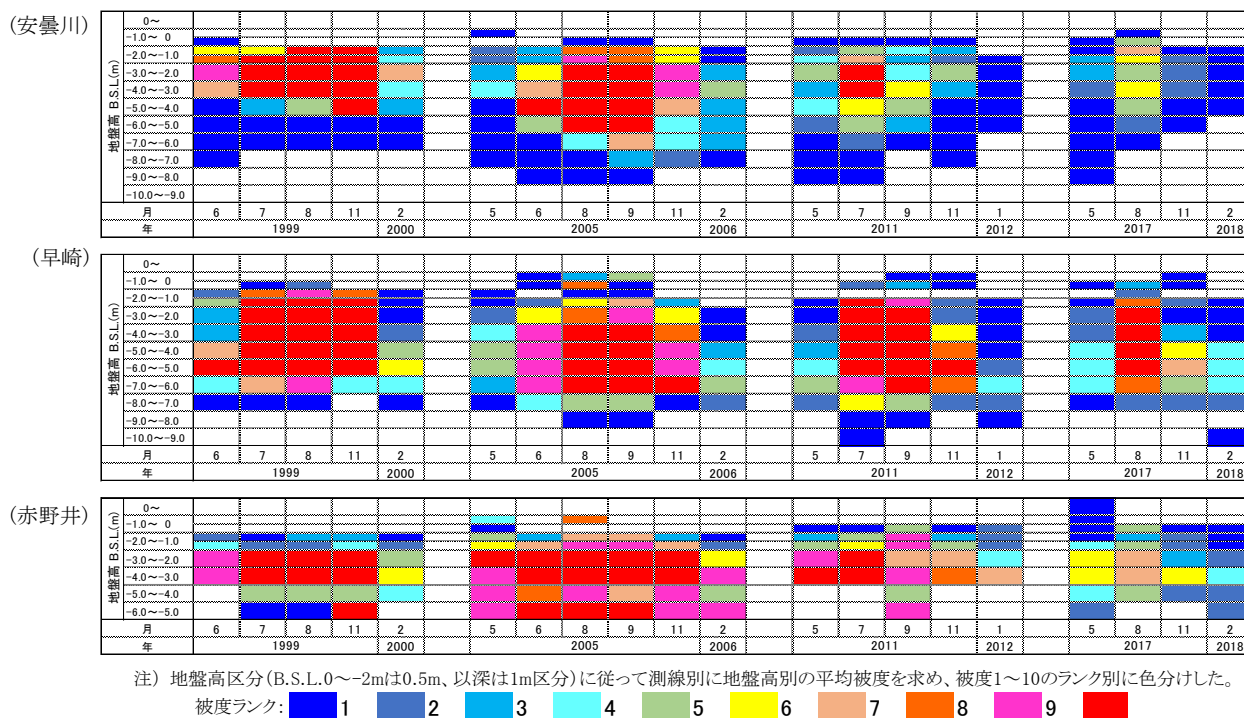 (安曇川)
地盤高 B.S.L.(m)
0~
-1.0~ 0
-2.0~-1.0
-3.0~-2.0
-4.0~-3.0
-5.0~-4.0
-6.0~-5.0
-7.0~-6.0
-8.0~-7.0
-9.0~-8.0
-10.0~-9.0
月 6 7 8 11 2 5 6 8 9 11 2 5 7 9 11 1 5 8 11 2
年 1999 2000 2005 2006 2011 2012 2017 2018
(早崎)
地盤高 B.S.L.(m)
0~
-1.0~ 0
-2.0~-1.0
-3.0~-2.0
-4.0~-3.0
-5.0~-4.0
-6.0~-5.0
-7.0~-6.0
-8.0~-7.0
-9.0~-8.0
-10.0~-9.0
月 6 7 8 11 2 5 6 8 9 11 2 5 7 9 11 1 5 8 11 2
年 1999 2000 2005 2006 2011 2012 2017 2018
(赤野井)
地盤高 B.S.L.(m)
0~
-1.0~ 0
-2.0~-1.0
-3.0~-2.0
-4.0~-3.0
-5.0~-4.0
-6.0~-5.0
月 6 7 8 11 2 5 6 8 9 11 2 5 7 9 11 1 5 8 11 2
年 1999 2000 2005 2006 2011 2012 2017 2018
注) 地盤高区分(B.S.L.0~-2mは0.5m、以深は1m区分)に従って測線別に地盤高別の平均被度を求め、被度1~10のランク別に色分けした。
被度ランク: 1 2 3 4 5 6 7 8 9